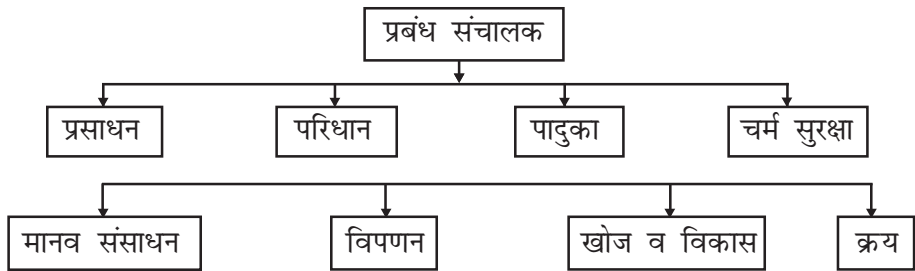 प्रबंध संचालक
प्रसाधन परिधान पादुका चर्म सुरक्षा
मानव संसाधन विपणन खोज व विकास क्रय